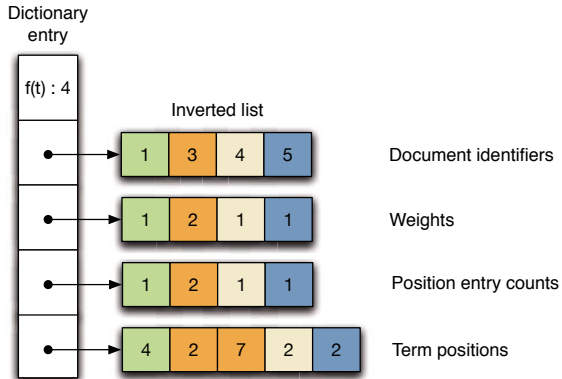 Dictionary
entry
f(t) : 4
Inverted list
1 3 4 5 Document identifiers
1 2 1 1 Weights
1 2 1 1 Position entry counts
4 2 7 2 2 Term positions